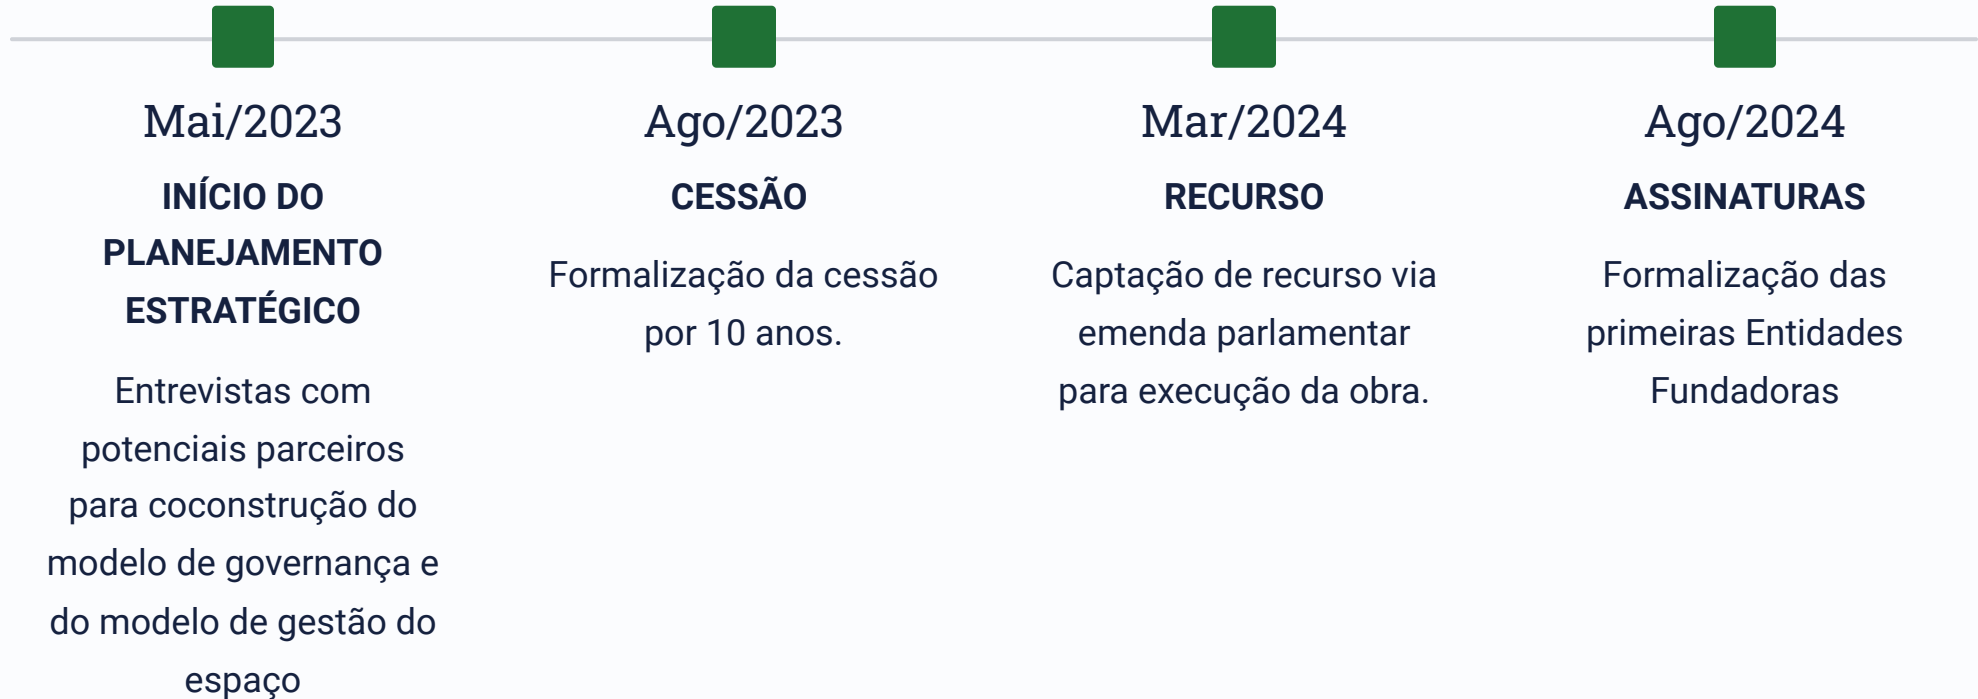 Mai/2023
INÍCIO DO
PLANEJAMENTO
ESTRATÉGICO
Entrevistas com
potenciais parceiros
para coconstrução do
modelo de governança e
do modelo de gestão do
espaço
Ago/2023
CESSÃO
Formalização da cessão
por 10 anos.
Mar/2024
RECURSO
Captação de recurso via
emenda parlamentar
para execução da obra.
Ago/2024
ASSINATURAS
Formalização das
primeiras Entidades
Fundadoras